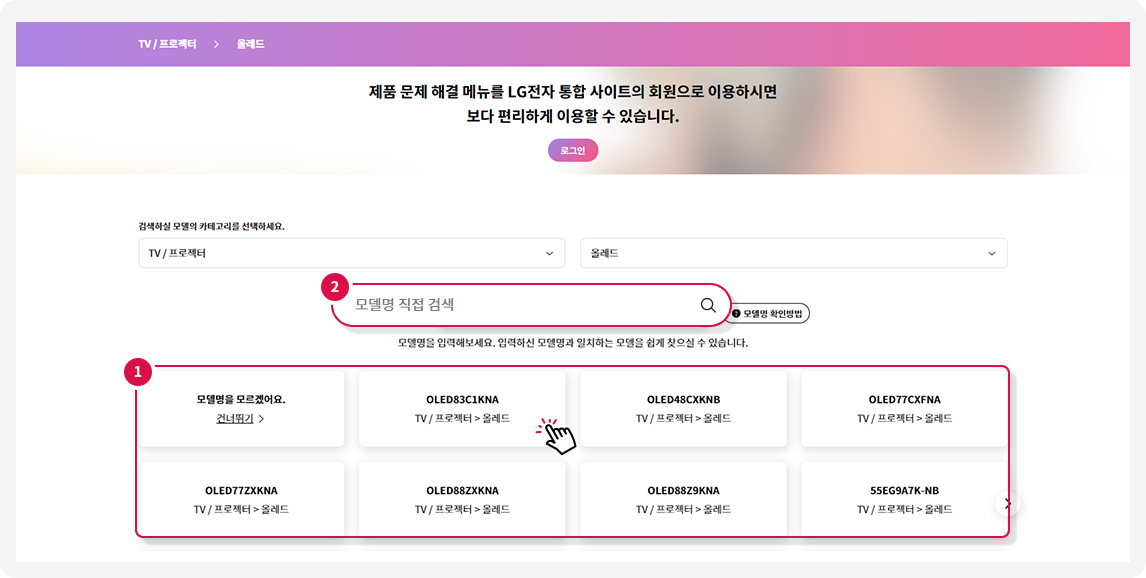 TV / 프로젝터 > 올레드
제품 문제 해결 메뉴를 LG전자 통합 사이트의 회원으로 이용하시면
보다 편리하게 이용할 수 있습니다.
로그인
검색하실 모델의 카테고리를 선택하세요.
TV / 프로젝터
올레드
2
모델명 직접 검색
? 모델명 확인방법
모델명을 입력해보세요. 입력하신 모델명과 일치하는 모델을 쉽게 찾으실 수 있습니다.
1
모델명을 모르겠어요.
건너뛰기 >
OLED83C1KNA
TV / 프로젝터 > 올레드
OLED48CXKNB
TV / 프로젝터 > 올레드
OLED77CXFNA
TV / 프로젝터 > 올레드
OLED77ZXKNA
TV / 프로젝터 > 올레드
OLED88ZXKNA
TV / 프로젝터 > 올레드
OLED88Z9KNA
TV / 프로젝터 > 올레드
55EG9A7K-NB
TV / 프로젝터 > 올레드